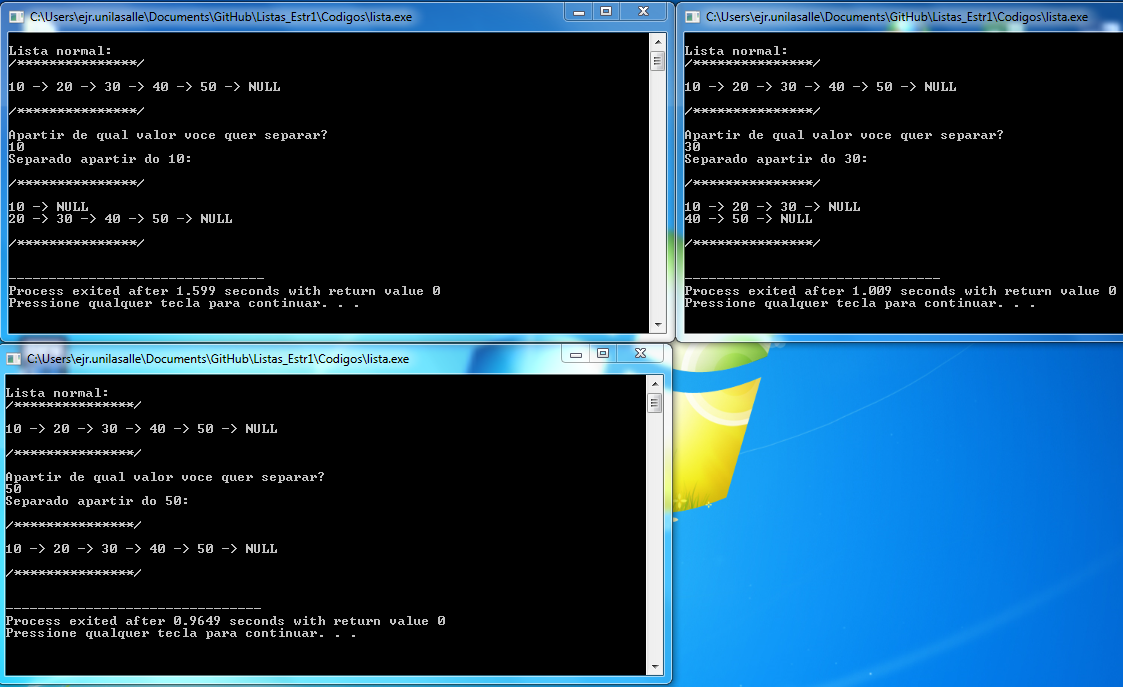 C:\Users\ejr.unilasalle\Documents\GitHub\Listas_Estr1\Codigos\lista.exe
Lista normal:
/***************/
10 -> 20 -> 30 -> 40 -> 50 -> NULL
/***************/
Apartir de qual valor voce quer separar?
10
Separado apartir do 10:
/***************/
10 -> NULL
20 -> 30 -> 40 -> 50 -> NULL
/***************/
--------------------------------
Process exited after 1.599 seconds with return value 0
Pressione qualquer tecla para continuar. . .
C:\Users\ejr.unilasalle\Documents\GitHub\Listas_Estr1\Codigos\lista.exe
Lista normal:
/***************/
10 -> 20 -> 30 -> 40 -> 50 -> NULL
/***************/
Apartir de qual valor voce quer separar?
30
Separado apartir do 30:
/***************/
10 -> 20 -> 30 -> NULL
40 -> 50 -> NULL
/***************/
--------------------------------
Process exited after 1.009 seconds with return value 0
Pressione qualquer tecla para continuar. . .
C:\Users\ejr.unilasalle\Documents\GitHub\Listas_Estr1\Codigos\lista.exe
Lista normal:
/***************/
10 -> 20 -> 30 -> 40 -> 50 -> NULL
/***************/
Apartir de qual valor voce quer separar?
50
Separado apartir do 50:
/***************/
10 -> 20 -> 30 -> 40 -> 50 -> NULL
/***************/
--------------------------------
Process exited after 0.9649 seconds with return value 0
Pressione qualquer tecla para continuar. . .